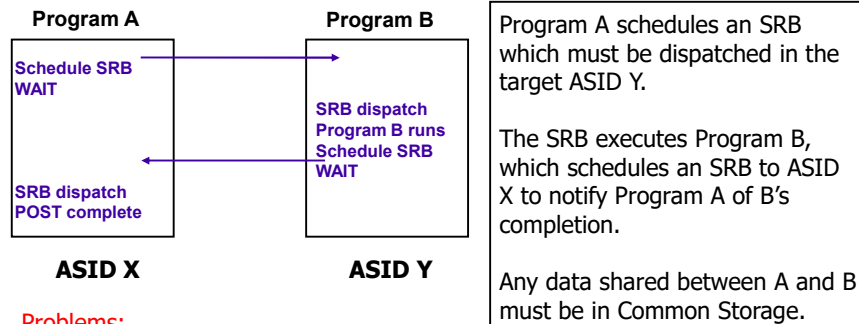 Program A
Program B
Schedule SRB
WAIT
SRB dispatch
Program B runs
Schedule SRB
WAIT
SRB dispatch
POST complete
ASID X
ASID Y
Problems:
Program A schedules an SRB
which must be dispatched in the
target ASID Y.
The SRB executes Program B,
which schedules an SRB to ASID
X to notify Program A of B's
completion.
Any data shared between A and B
must be in Common Storage.